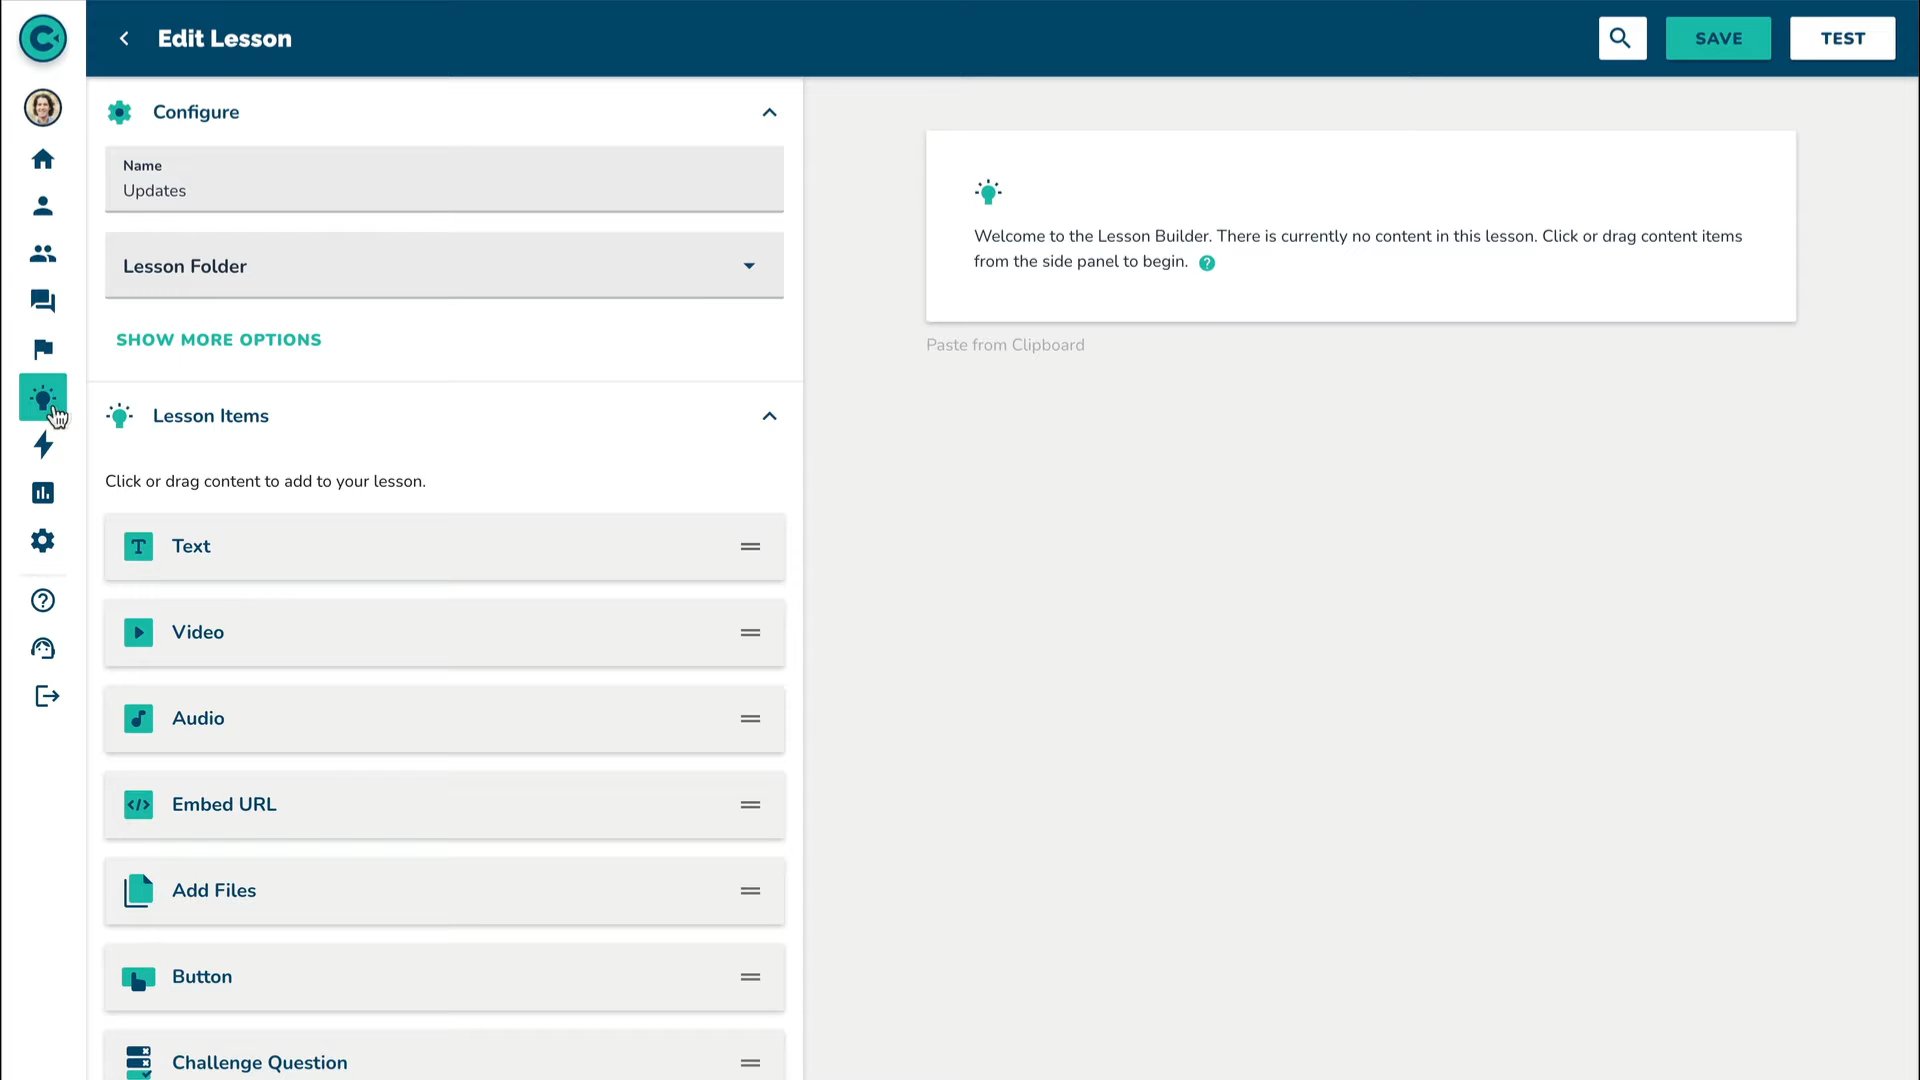 Edit Lesson
SAVE
TEST
Configure
Name
Updates
Lesson Folder
SHOW MORE OPTIONS
Lesson Items
Click or drag content to add to your lesson.
Text
Video
Audio
Embed URL
Add Files
Button
Challenge Question
Welcome to the Lesson Builder. There is currently no content in this lesson. Click or drag content items
from the side panel to begin.
Paste from Clipboard